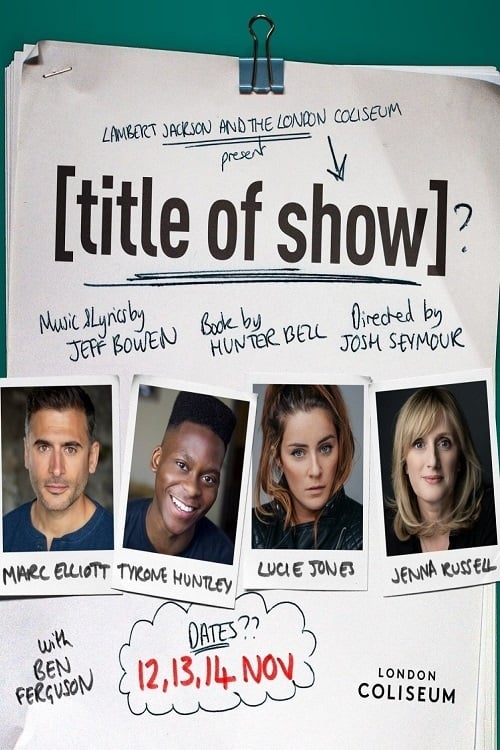 LAMBERT JACKSON AND THE LONDON COLISEUM
present
[title of show]?
Music & Lyrics by
JEFF BOWEN
Book by
HUNTER BELL
Directed by
JOSH SEYMOUR
MARC ELLIOTT
TYRONE HUNTLEY
LUCIE JONES
JENNA RUSSELL
with
BEN
FERGUSON
DATES??
12,13,14 NOV
LONDON
COLISEUM